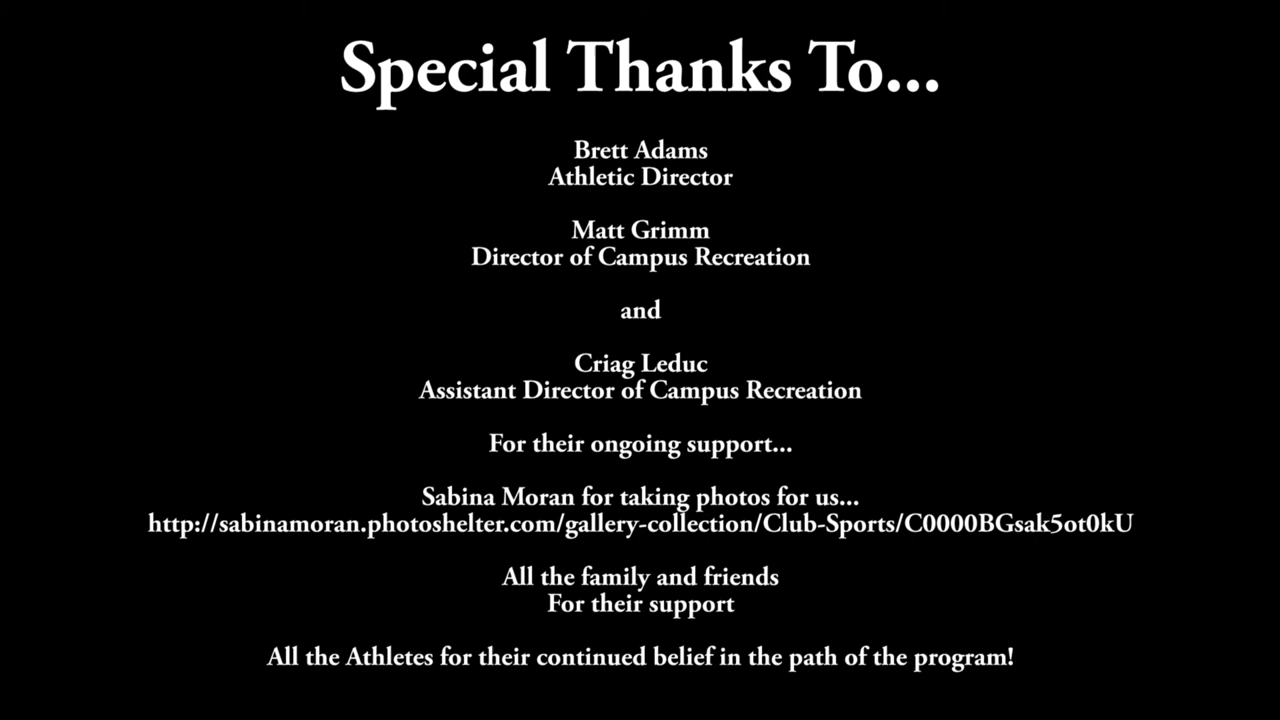 Special Thanks To...
Brett Adams
Athletic Director
Matt Grimm
Director of Campus Recreation
and
Criag Leduc
Assistant Director of Campus Recreation
For their ongoing support...
Sabina Moran for taking photos for us...
http://sabinamoran.photoshelter.com/gallery-collection/Club-Sports/C0000BGsak5ot0kU
All the family and friends
For their support
All the Athletes for their continued belief in the path of the program!